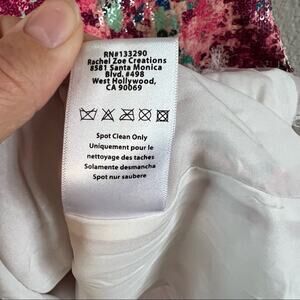 RN#133290
Rachel Zoe Creations
8581 Santa Monica
Blvd. #498
West Hollywood,
CA 90069
Spot Clean Only
Uniquement pour le
nettoyage des taches
Solamente desmancha
Spot nur saubere